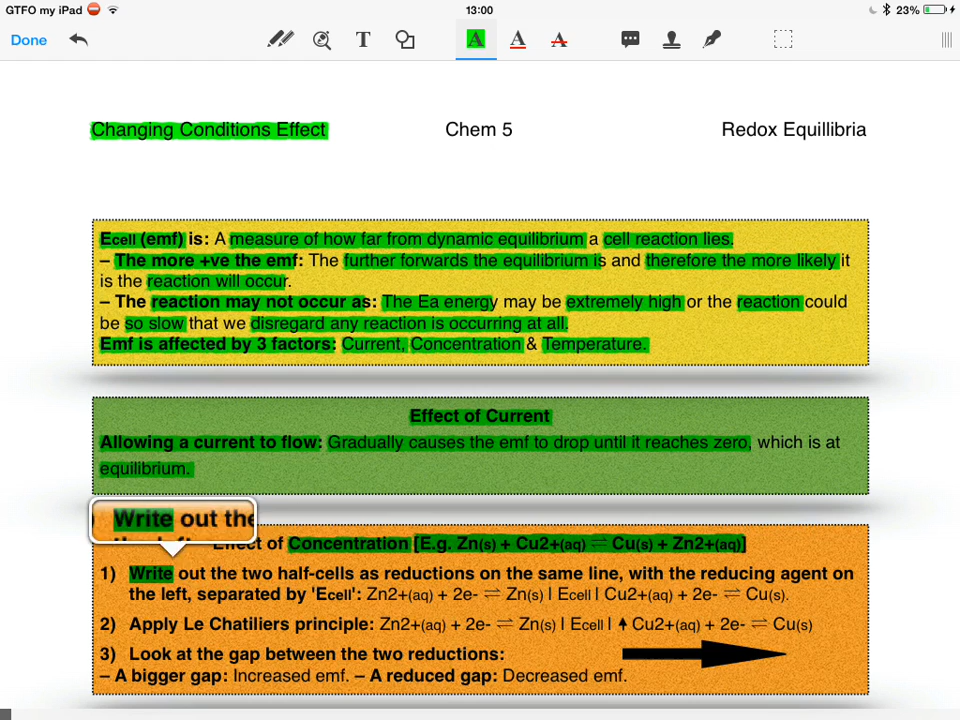 GTFO my iPad
13:00
23%
Done
T
A
A
A
Changing Conditions Effect
Chem 5
Redox Equillibria
Ecell (emf) is: A measure of how far from dynamic equilibrium a cell reaction lies.
– The more +ve the emf: The further forwards the equilibrium is and therefore the more likely it
is the reaction will occur.
– The reaction may not occur as: The Ea energy may be extremely high or the reaction could
be so slow that we disregard any reaction is occurring at all.
Emf is affected by 3 factors: Current, Concentration & Temperature.
Effect of Current
Allowing a current to flow: Gradually causes the emf to drop until it reaches zero, which is at
equilibrium.
Write out the
Effect of Concentration [E.g. Zn(s) + Cu2+(aq) ⇌ Cu(s) + Zn2+(aq)]
1) Write out the two half-cells as reductions on the same line, with the reducing agent on
the left, separated by 'Ecell': Zn2+(aq) + 2e- ⇌ Zn(s) I Ecell I Cu2+(aq) + 2e- ⇌ Cu(s).
2) Apply Le Chatiliers principle: Zn2+(aq) + 2e- ⇌ Zn(s) I Ecell I ↑ Cu2+(aq) + 2e- ⇌ Cu(s)
3) Look at the gap between the two reductions:
– A bigger gap: Increased emf. – A reduced gap: Decreased emf.